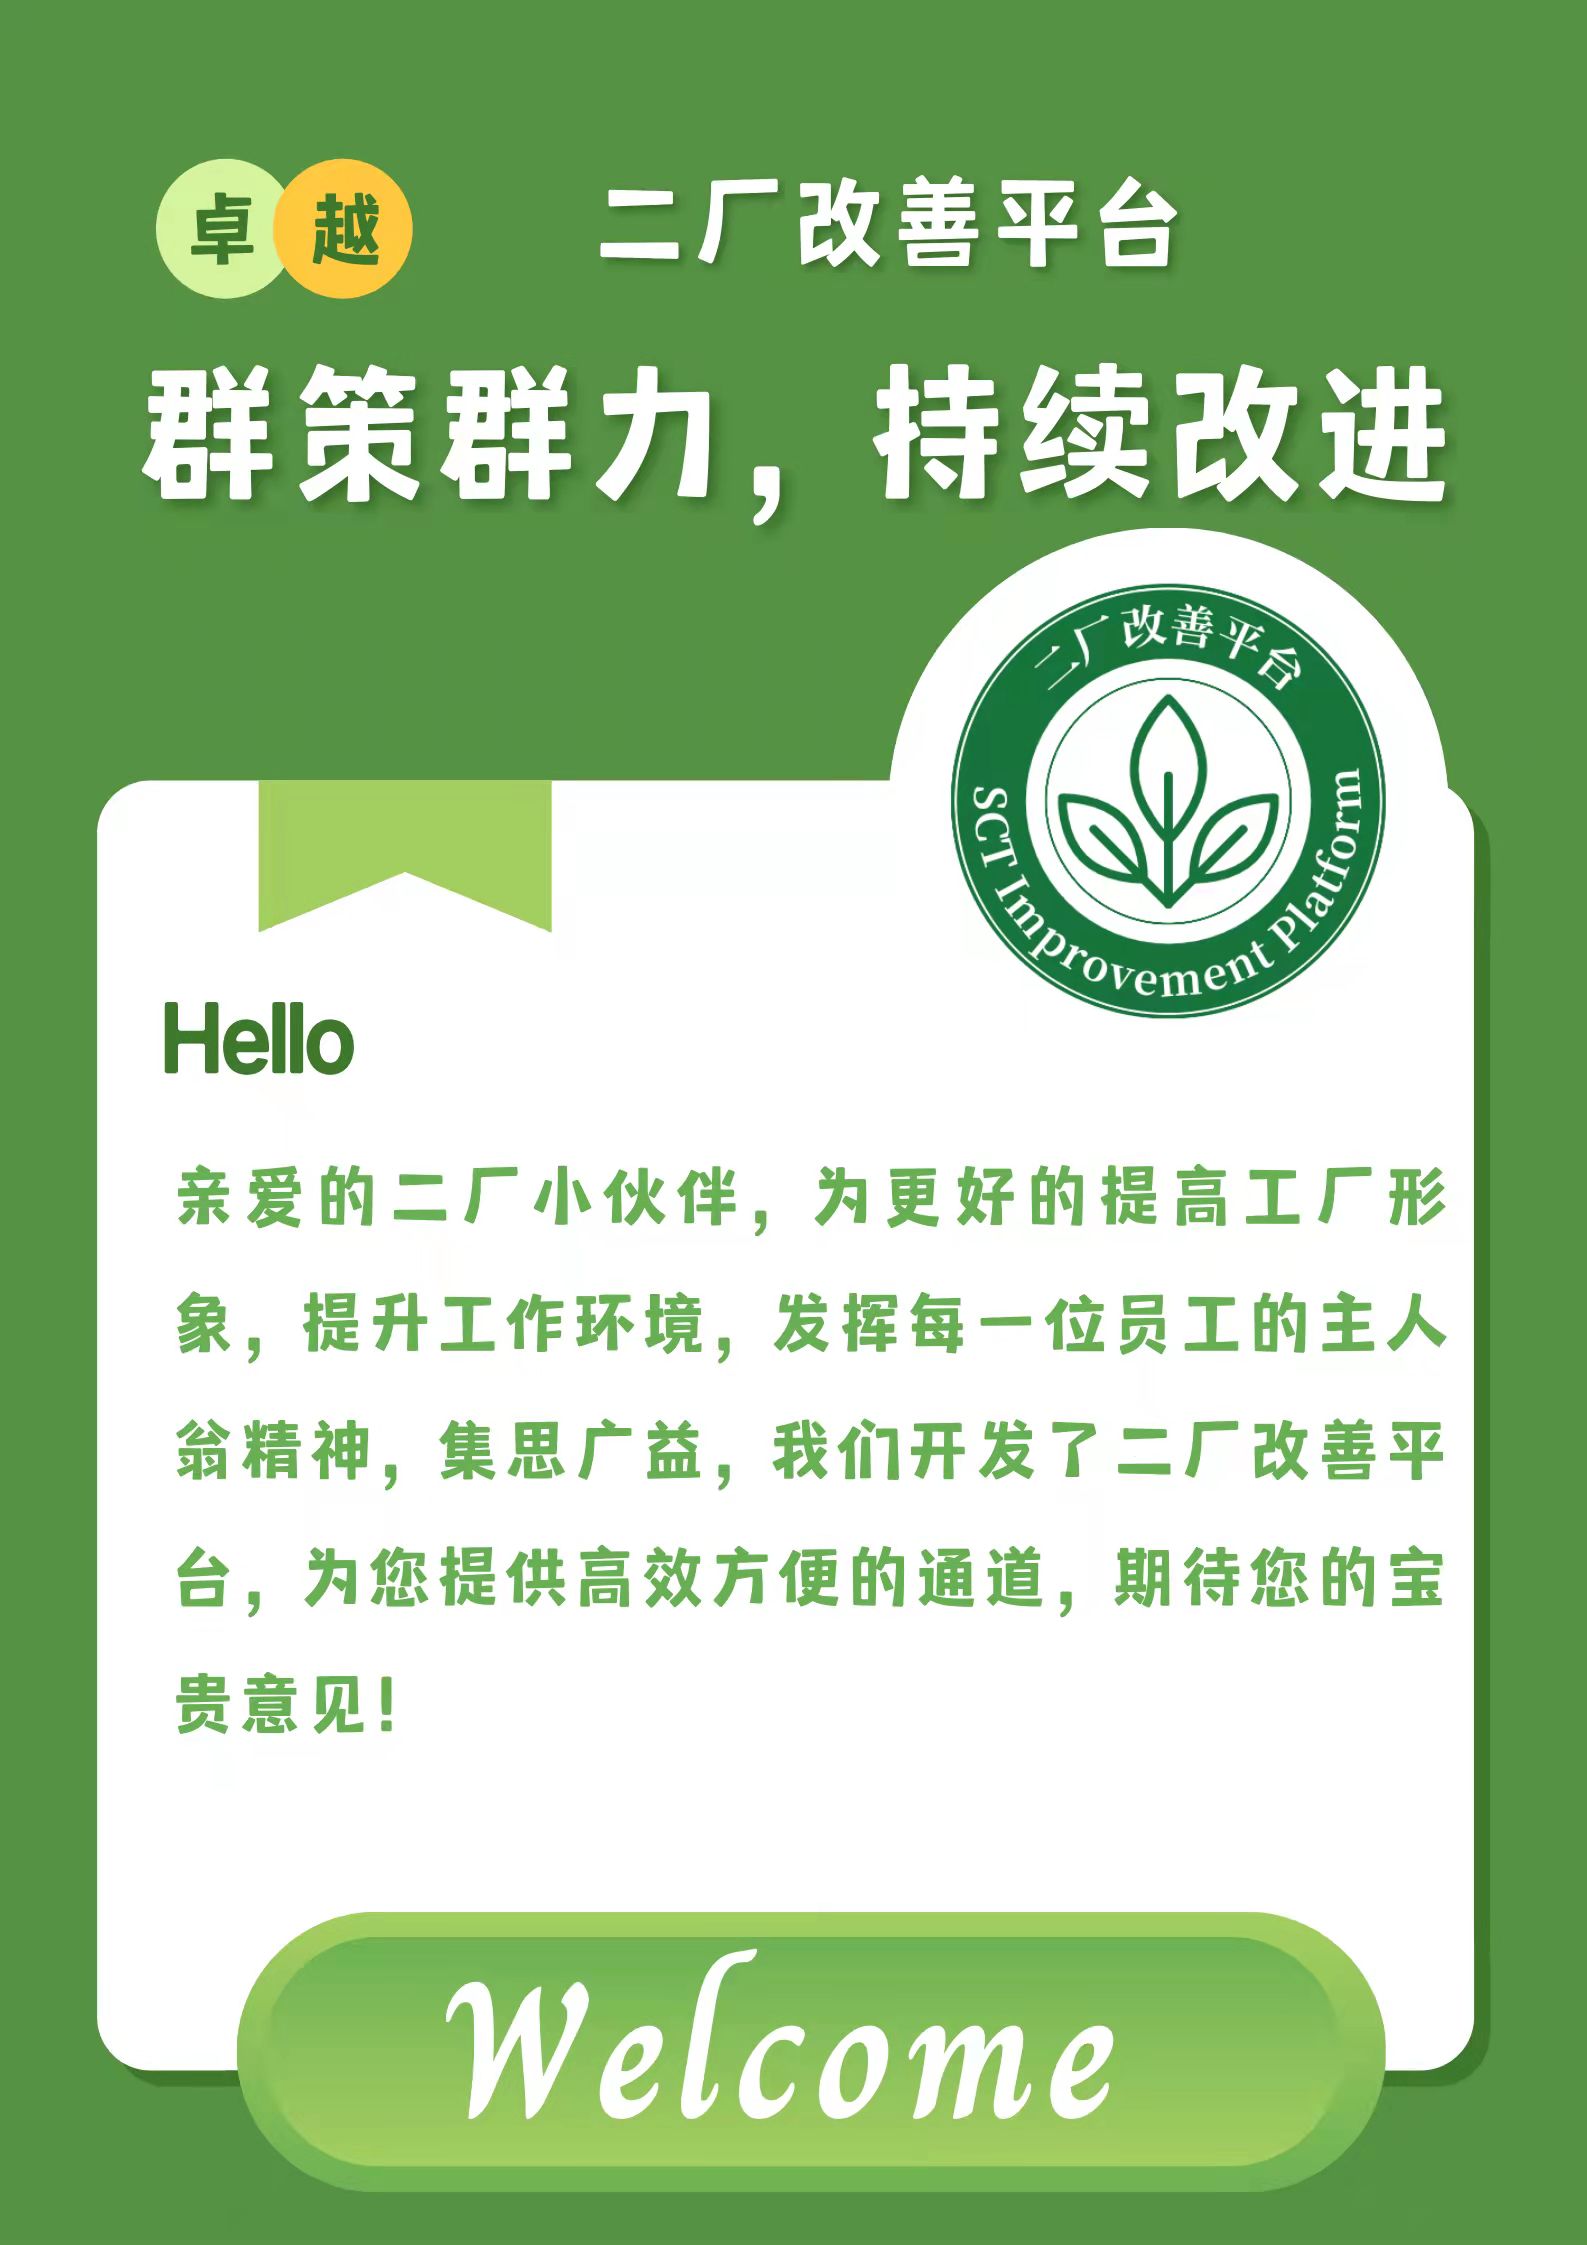 卓越
二厂改善平台
群策群力，持续改进
二厂改善平台
SCT Improvement Platform
Hello
亲爱的二厂小伙伴，为更好的提高工厂形
象，提升工作环境，发挥每一位员工的主人
翁精神，集思广益，我们开发了二厂改善平
台，为您提供高效方便的通道，期待您的宝
贵意见！
Welcome